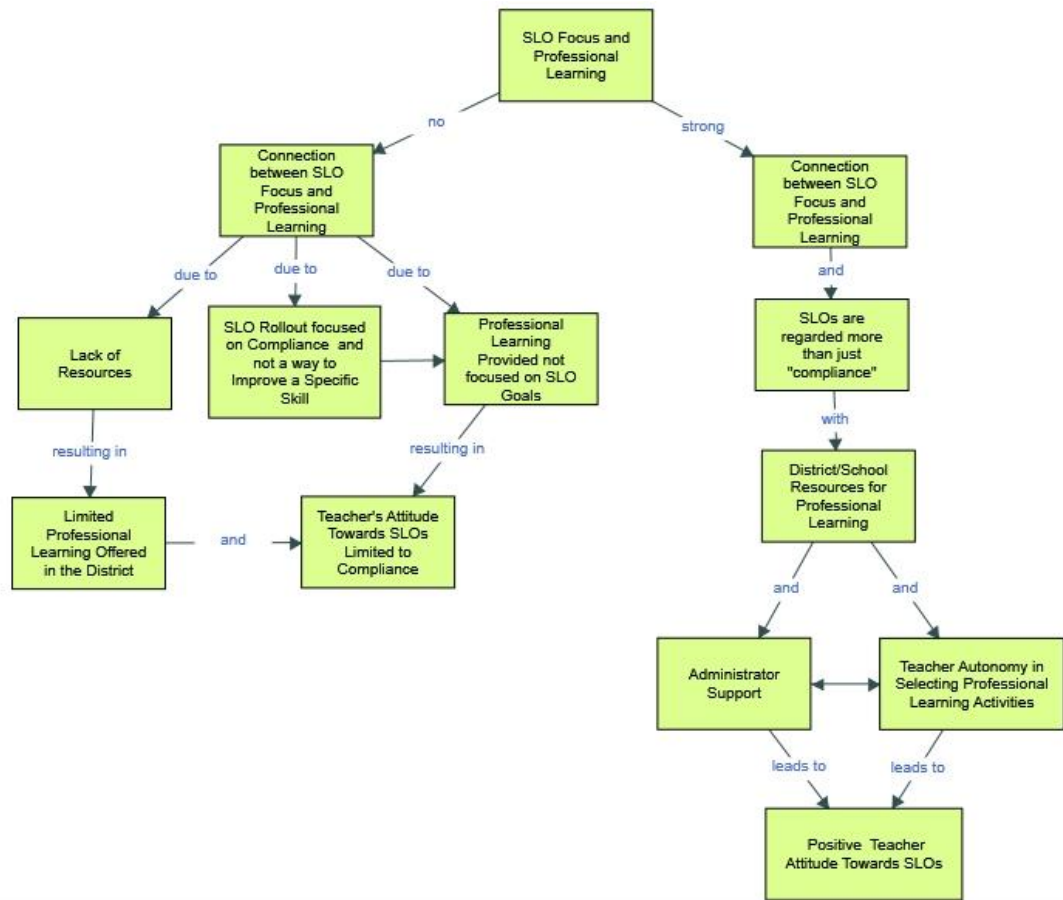 SLO Focus and
Professional
Learning
no
strong
Connection
between SLO
Focus and
Professional
Learning
Connection
between SLO
Focus and
Professional
Learning
due to
due to
due to
and
Lack of
Resources
SLO Rollout focused
on Compliance and
not a way to
Improve a Specific
Skill
Professional
Learning
Provided not
focused on SLO
Goals
SLOs are
regarded more
than just
"compliance"
resulting in
resulting in
with
Limited
Professional
Learning Offered
in the District
and
Teacher's Attitude
Towards SLOs
Limited to
Compliance
District/School
Resources for
Professional
Learning
and
and
Administrator
Support
Teacher Autonomy in
Selecting Professional
Learning Activities
leads to
leads to
Positive Teacher
Attitude Towards SLOs